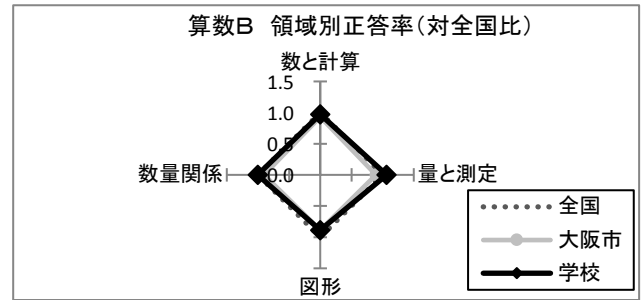 算数B 領域別正答率(対全国比)
数と計算
1.5
1.0
0.5
0.0
数量関係
量と測定
図形
全国
大阪市
学校